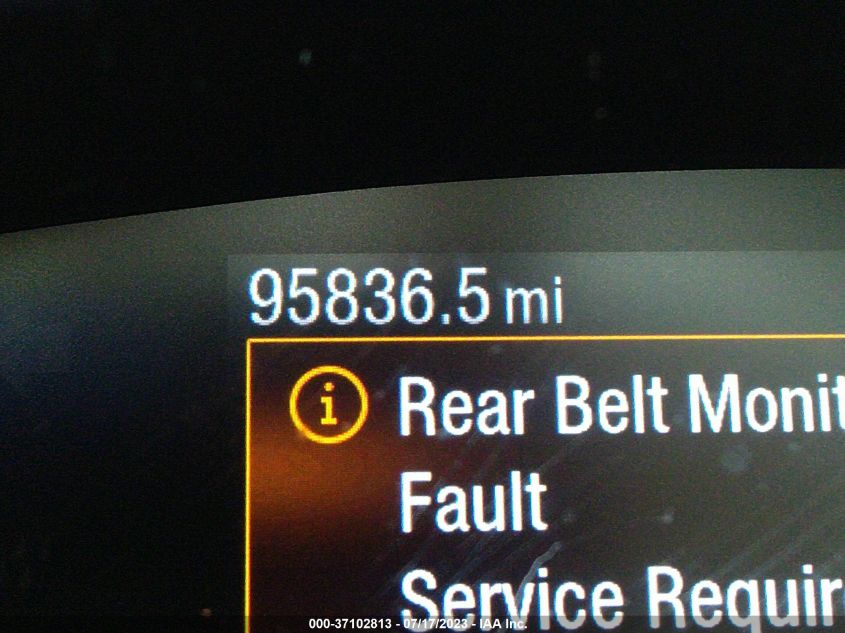 95836.5 mi
i
Rear Belt Monit
Fault
Service Requir
000-37102813 - 07/17/2023 - IAA Inc.